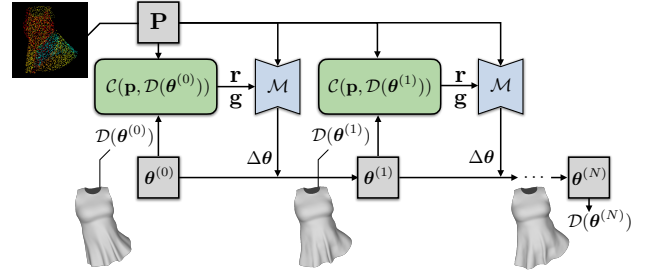 P
𝒞(p, 𝒟(θ⁽⁰⁾))
r
g
ℳ
𝒞(p, 𝒟(θ⁽¹⁾))
r
g
ℳ
𝒟(θ⁽⁰⁾)
𝒟(θ⁽¹⁾)
Δθ
Δθ
θ⁽⁰⁾
θ⁽¹⁾
···
θ⁽ᴺ⁾
𝒟(θ⁽ᴺ⁾)